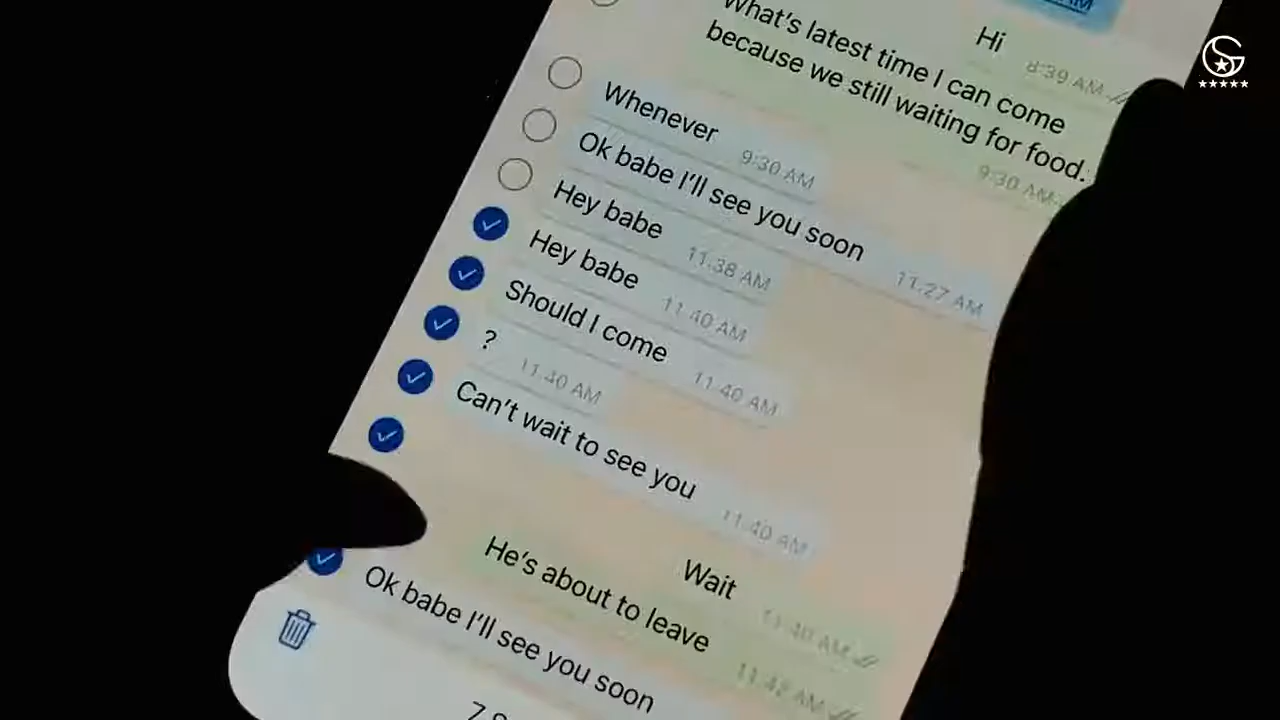 AM
Hi
8:39 AM
What's latest time I can come
because we still waiting for food.
9:30 AM
Whenever
9:30 AM
Ok babe I'll see you soon
11:27 AM
Hey babe
11:38 AM
Hey babe
11:40 AM
Should I come
11:40 AM
?
11:40 AM
Can't wait to see you
11:40 AM
Wait
11:40 AM
He's about to leave
11:42 AM
Ok babe I'll see you soon